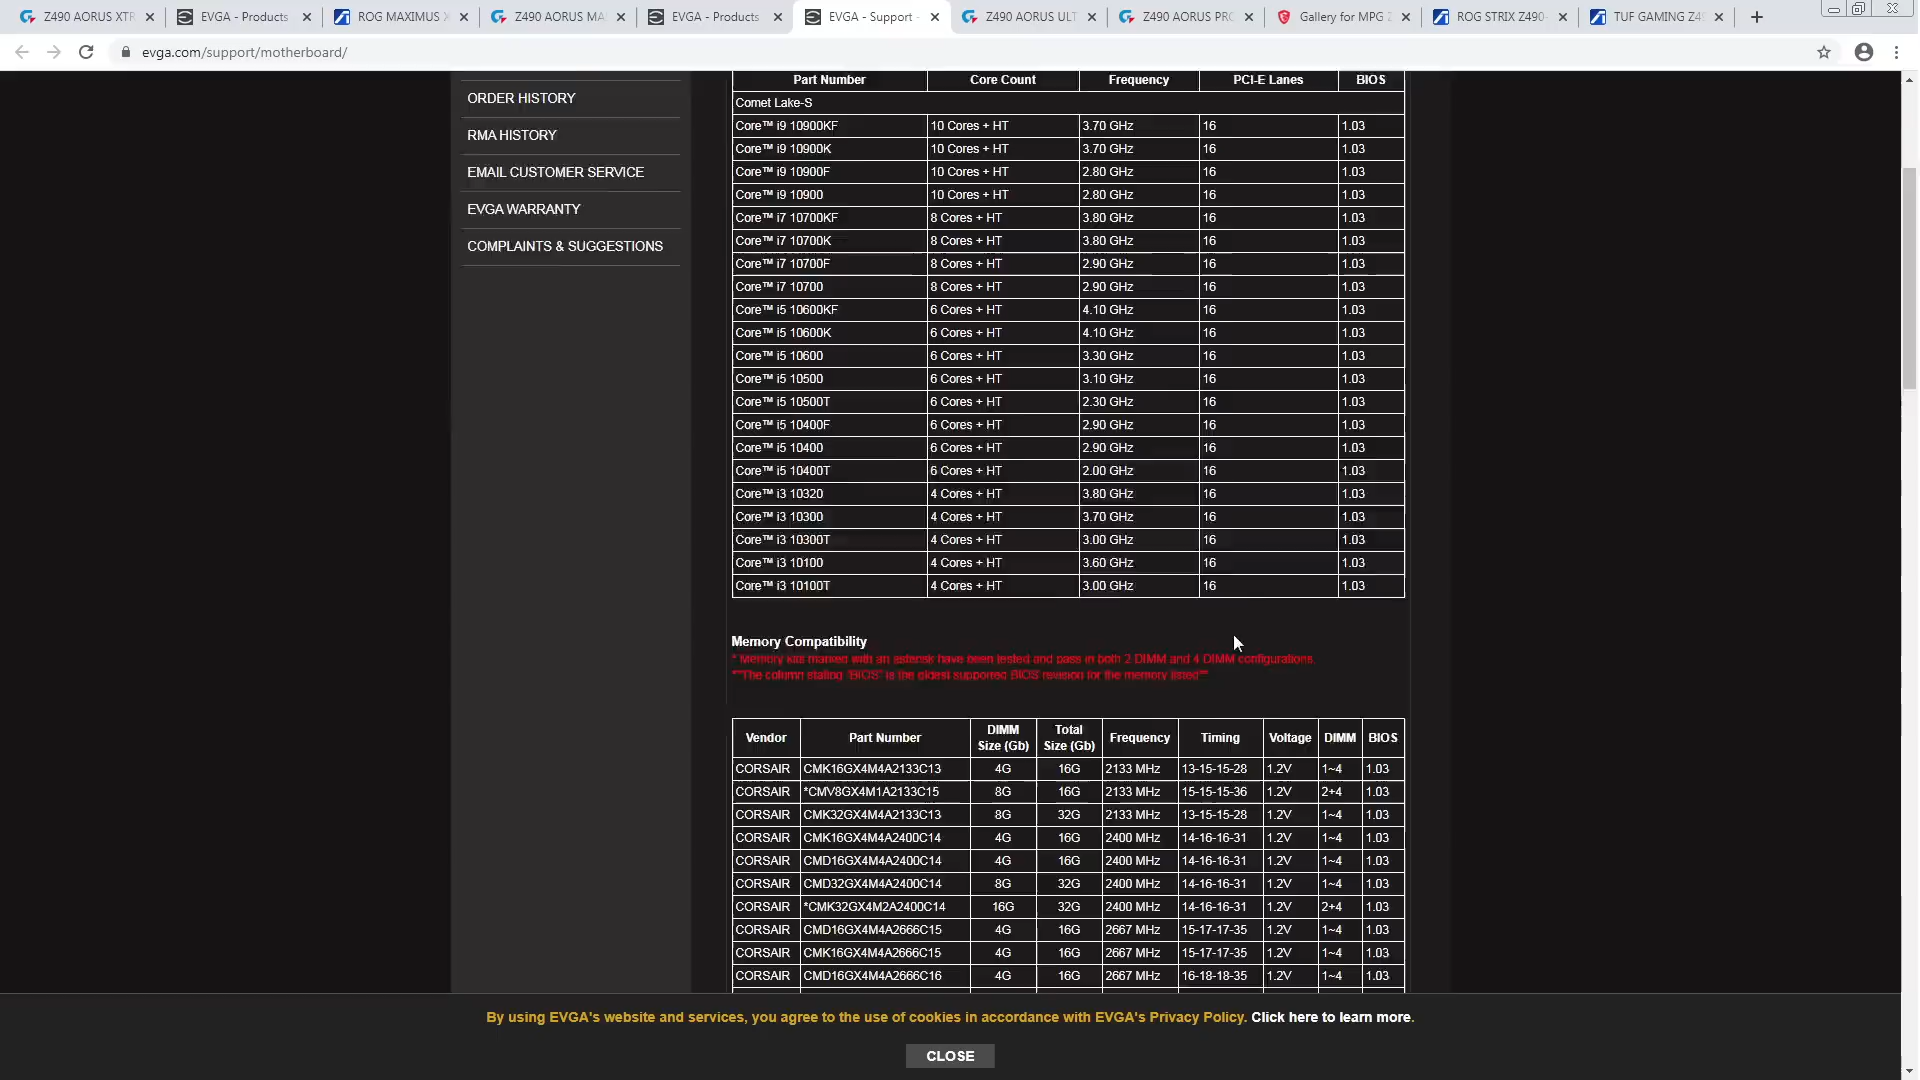 Z490 AORUS XTR
EVGA - Products
ROG MAXIMUS X
Z490 AORUS MA
EVGA - Products
EVGA - Support -
Z490 AORUS ULT
Z490 AORUS PRO
Gallery for MPG Z
ROG STRIX Z490-
TUF GAMING Z49
evga.com/support/motherboard/
ORDER HISTORY
RMA HISTORY
EMAIL CUSTOMER SERVICE
EVGA WARRANTY
COMPLAINTS & SUGGESTIONS
Part Number Core Count Frequency PCI-E Lanes BIOS
Comet Lake-S
Core™ i9 10900KF 10 Cores + HT 3.70 GHz 16 1.03
Core™ i9 10900K 10 Cores + HT 3.70 GHz 16 1.03
Core™ i9 10900F 10 Cores + HT 2.80 GHz 16 1.03
Core™ i9 10900 10 Cores + HT 2.80 GHz 16 1.03
Core™ i7 10700KF 8 Cores + HT 3.80 GHz 16 1.03
Core™ i7 10700K 8 Cores + HT 3.80 GHz 16 1.03
Core™ i7 10700F 8 Cores + HT 2.90 GHz 16 1.03
Core™ i7 10700 8 Cores + HT 2.90 GHz 16 1.03
Core™ i5 10600KF 6 Cores + HT 4.10 GHz 16 1.03
Core™ i5 10600K 6 Cores + HT 4.10 GHz 16 1.03
Core™ i5 10600 6 Cores + HT 3.30 GHz 16 1.03
Core™ i5 10500 6 Cores + HT 3.10 GHz 16 1.03
Core™ i5 10500T 6 Cores + HT 2.30 GHz 16 1.03
Core™ i5 10400F 6 Cores + HT 2.90 GHz 16 1.03
Core™ i5 10400 6 Cores + HT 2.90 GHz 16 1.03
Core™ i5 10400T 6 Cores + HT 2.00 GHz 16 1.03
Core™ i3 10320 4 Cores + HT 3.80 GHz 16 1.03
Core™ i3 10300 4 Cores + HT 3.70 GHz 16 1.03
Core™ i3 10300T 4 Cores + HT 3.00 GHz 16 1.03
Core™ i3 10100 4 Cores + HT 3.60 GHz 16 1.03
Core™ i3 10100T 4 Cores + HT 3.00 GHz 16 1.03
Memory Compatibility
* Memory kits marked with an asterisk have been tested and pass in both 2 DIMM and 4 DIMM configurations.
**The column stating "BIOS" is the oldest supported BIOS revision for the memory listed**
Vendor Part Number DIMM Size (Gb) Total Size (Gb) Frequency Timing Voltage DIMM BIOS
CORSAIR CMK16GX4M4A2133C13 4G 16G 2133 MHz 13-15-15-28 1.2V 1~4 1.03
CORSAIR *CMV8GX4M1A2133C15 8G 16G 2133 MHz 15-15-15-36 1.2V 2+4 1.03
CORSAIR CMK32GX4M4A2133C13 8G 32G 2133 MHz 13-15-15-28 1.2V 1~4 1.03
CORSAIR CMK16GX4M4A2400C14 4G 16G 2400 MHz 14-16-16-31 1.2V 1~4 1.03
CORSAIR CMD16GX4M4A2400C14 4G 16G 2400 MHz 14-16-16-31 1.2V 1~4 1.03
CORSAIR CMD32GX4M4A2400C14 8G 32G 2400 MHz 14-16-16-31 1.2V 1~4 1.03
CORSAIR *CMK32GX4M2A2400C14 16G 32G 2400 MHz 14-16-16-31 1.2V 2+4 1.03
CORSAIR CMD16GX4M4A2666C15 4G 16G 2667 MHz 15-17-17-35 1.2V 1~4 1.03
CORSAIR CMK16GX4M4A2666C15 4G 16G 2667 MHz 15-17-17-35 1.2V 1~4 1.03
CORSAIR CMD16GX4M4A2666C16 4G 16G 2667 MHz 16-18-18-35 1.2V 1~4 1.03
By using EVGA's website and services, you agree to the use of cookies in accordance with EVGA's Privacy Policy. Click here to learn more.
CLOSE